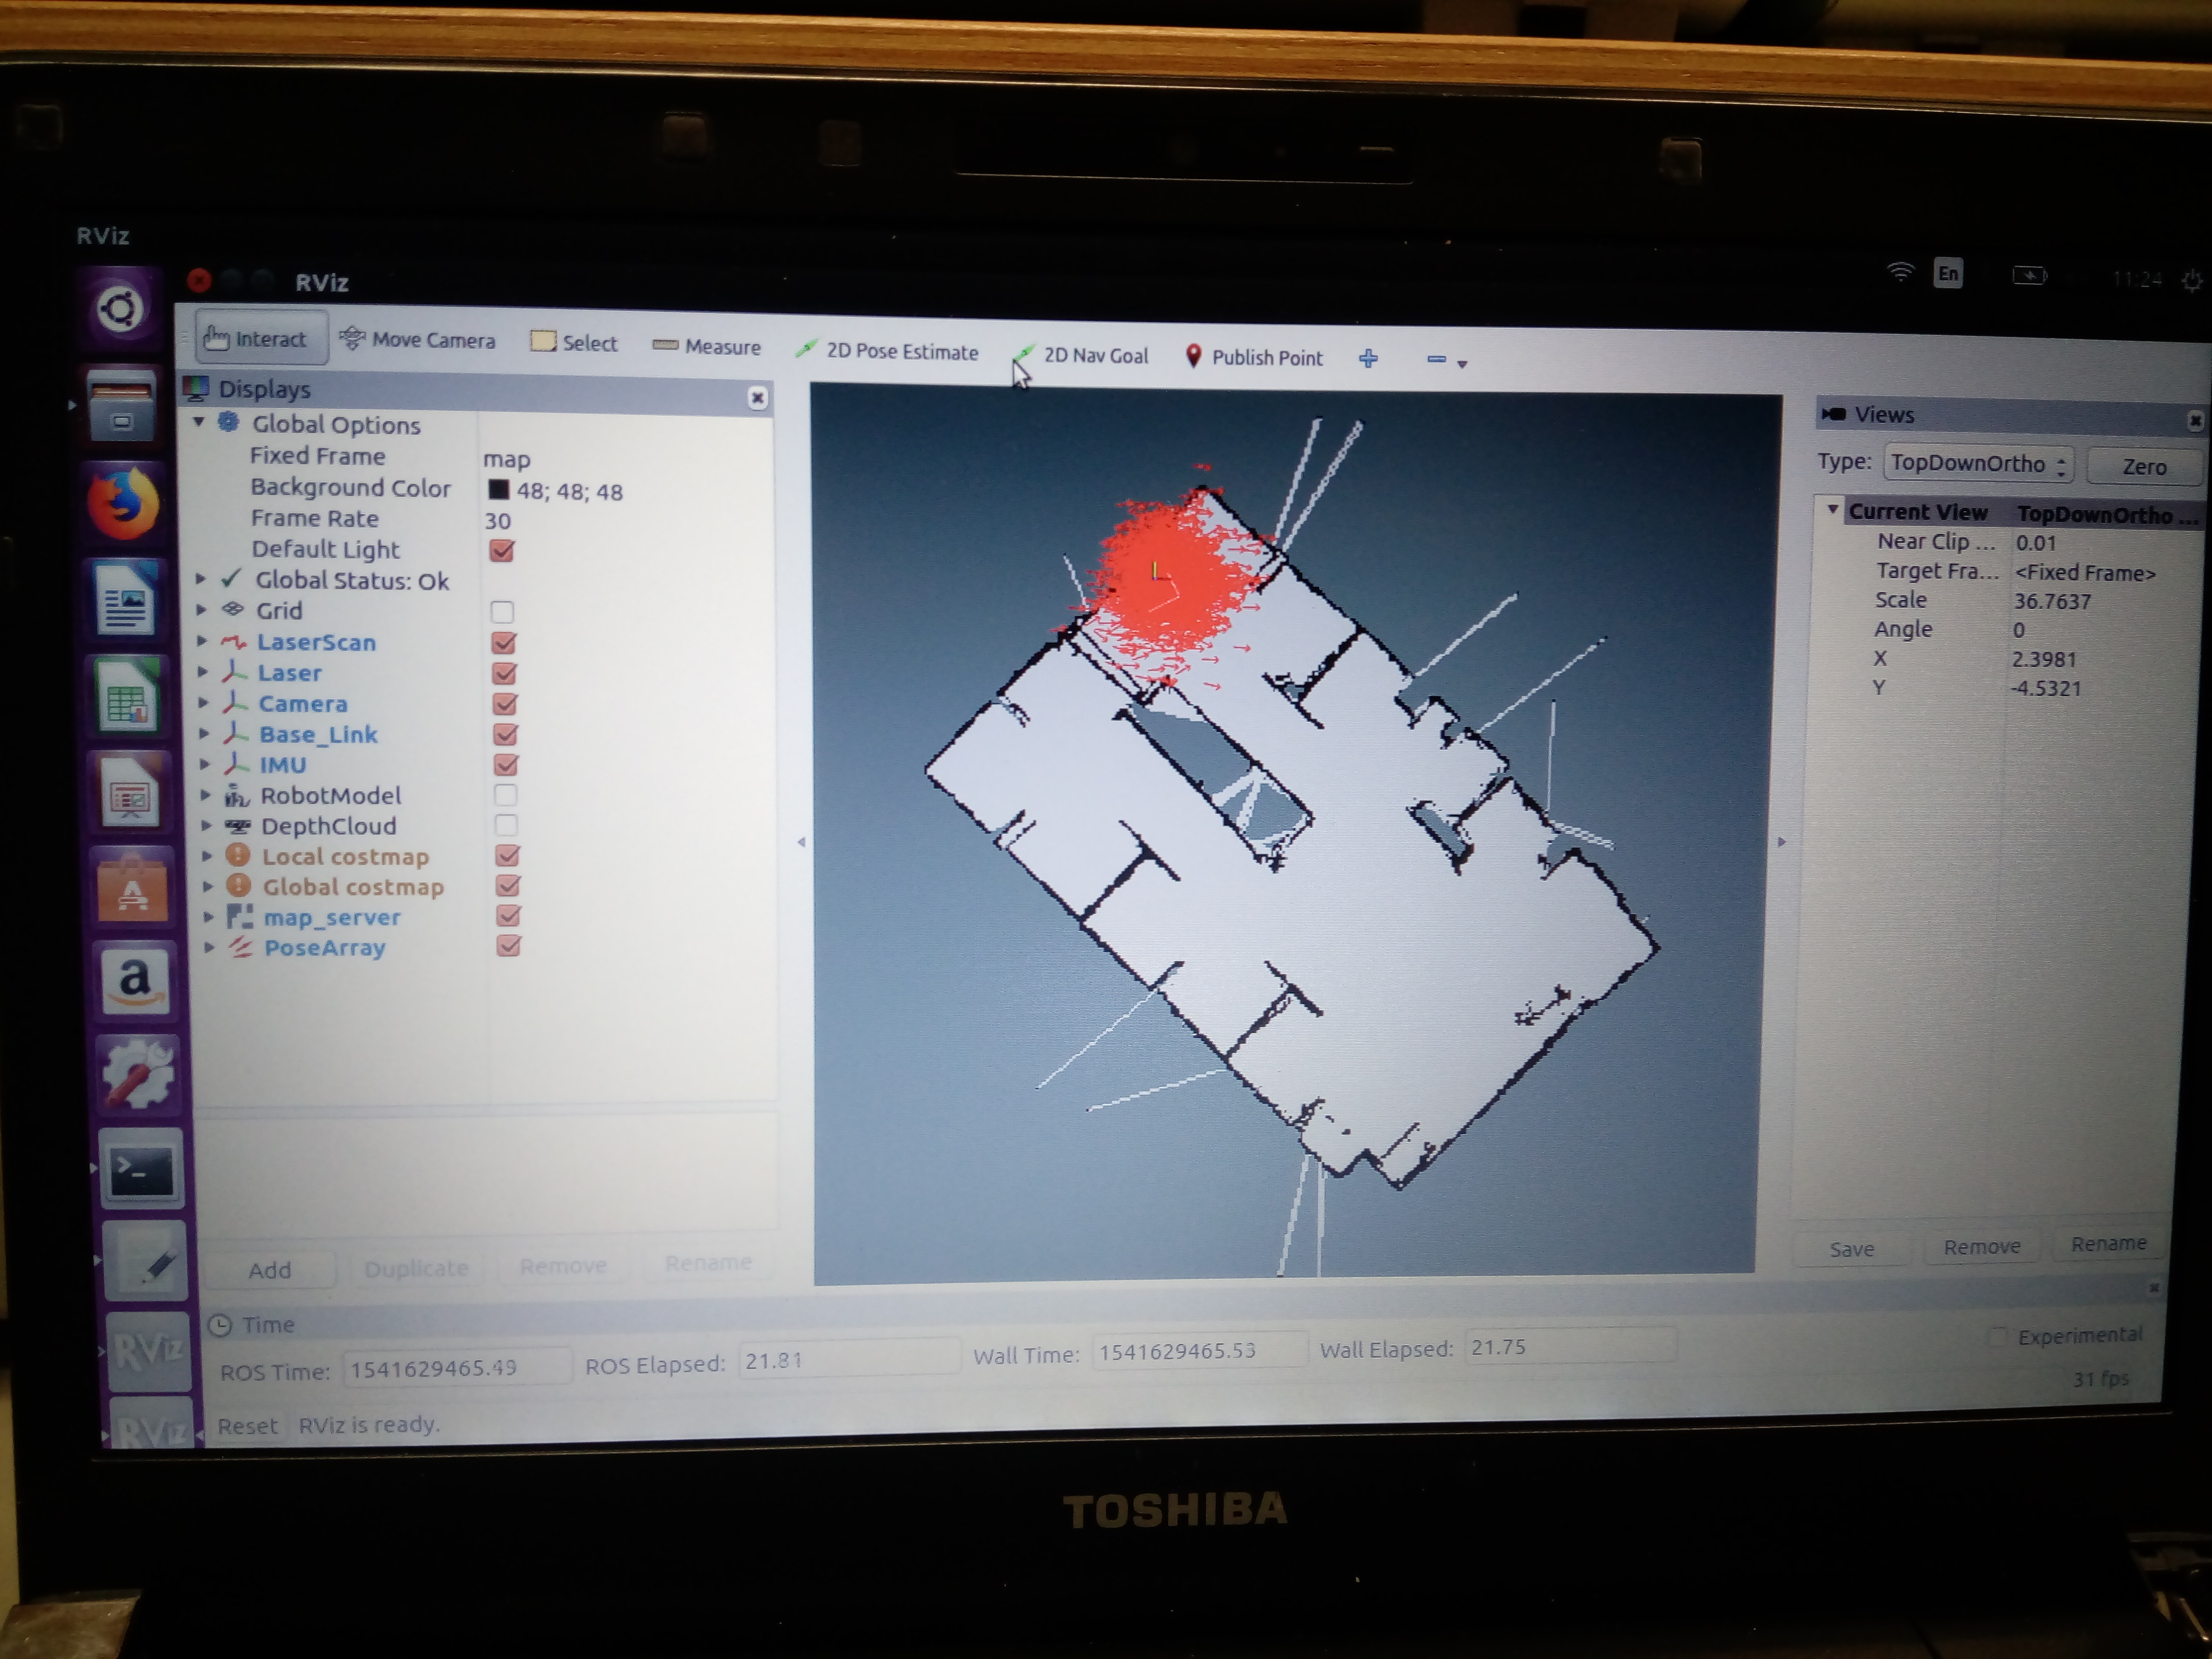 RViz
RViz
En
11:24
Interact
Move Camera
Select
Measure
2D Pose Estimate
2D Nav Goal
Publish Point
Displays
Global Options
Fixed Frame
map
Background Color
48; 48; 48
Frame Rate
30
Default Light
Global Status: Ok
Grid
LaserScan
Laser
Camera
Base_Link
IMU
RobotModel
DepthCloud
Local costmap
Global costmap
map_server
PoseArray
Add
Duplicate
Remove
Rename
Views
Type:
TopDownOrtho
Zero
Current View
TopDownOrtho ...
Near Clip ...
0.01
Target Fra...
<Fixed Frame>
Scale
36.7637
Angle
0
X
2.3981
Y
-4.5321
Save
Remove
Rename
Time
ROS Time:
1541629465.49
ROS Elapsed:
21.81
Wall Time:
1541629465.53
Wall Elapsed:
21.75
Experimental
31 fps
Reset
RViz is ready.
A
a
>_
RViz
RViz
TOSHIBA